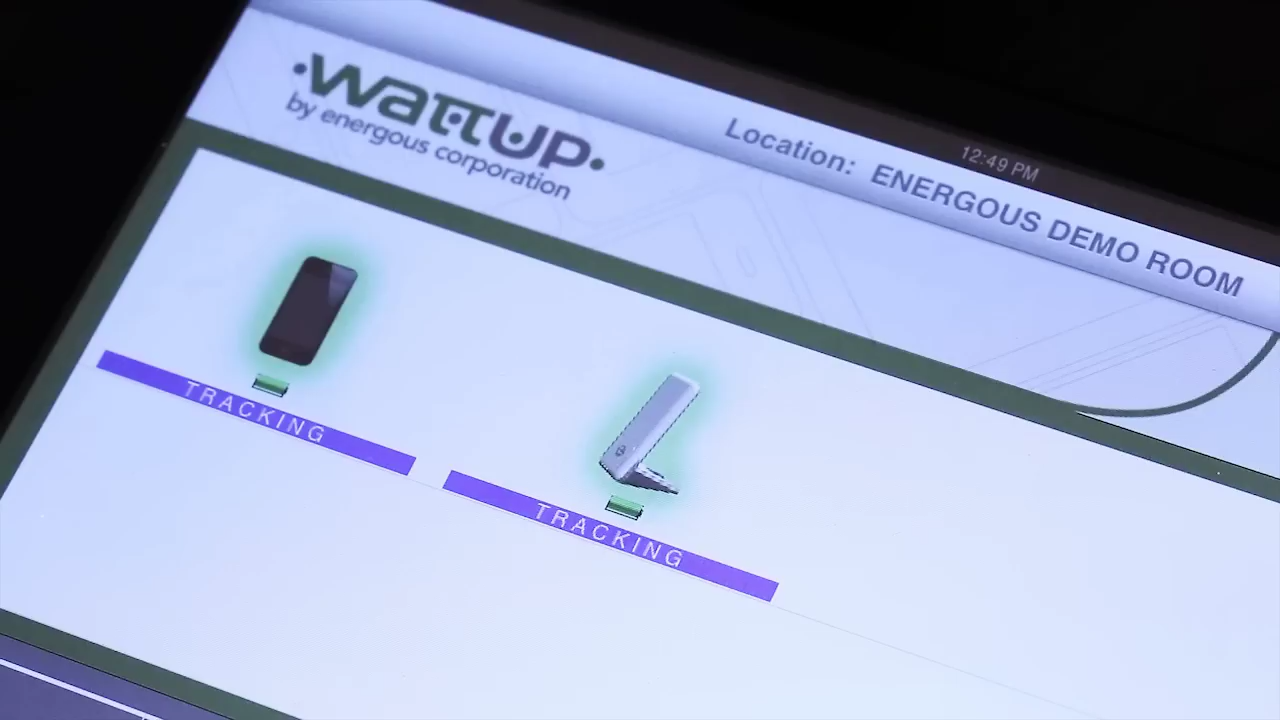 12:49 PM
Location: ENERGOUS DEMO ROOM
wattup
by energous corporation
TRACKING
TRACKING